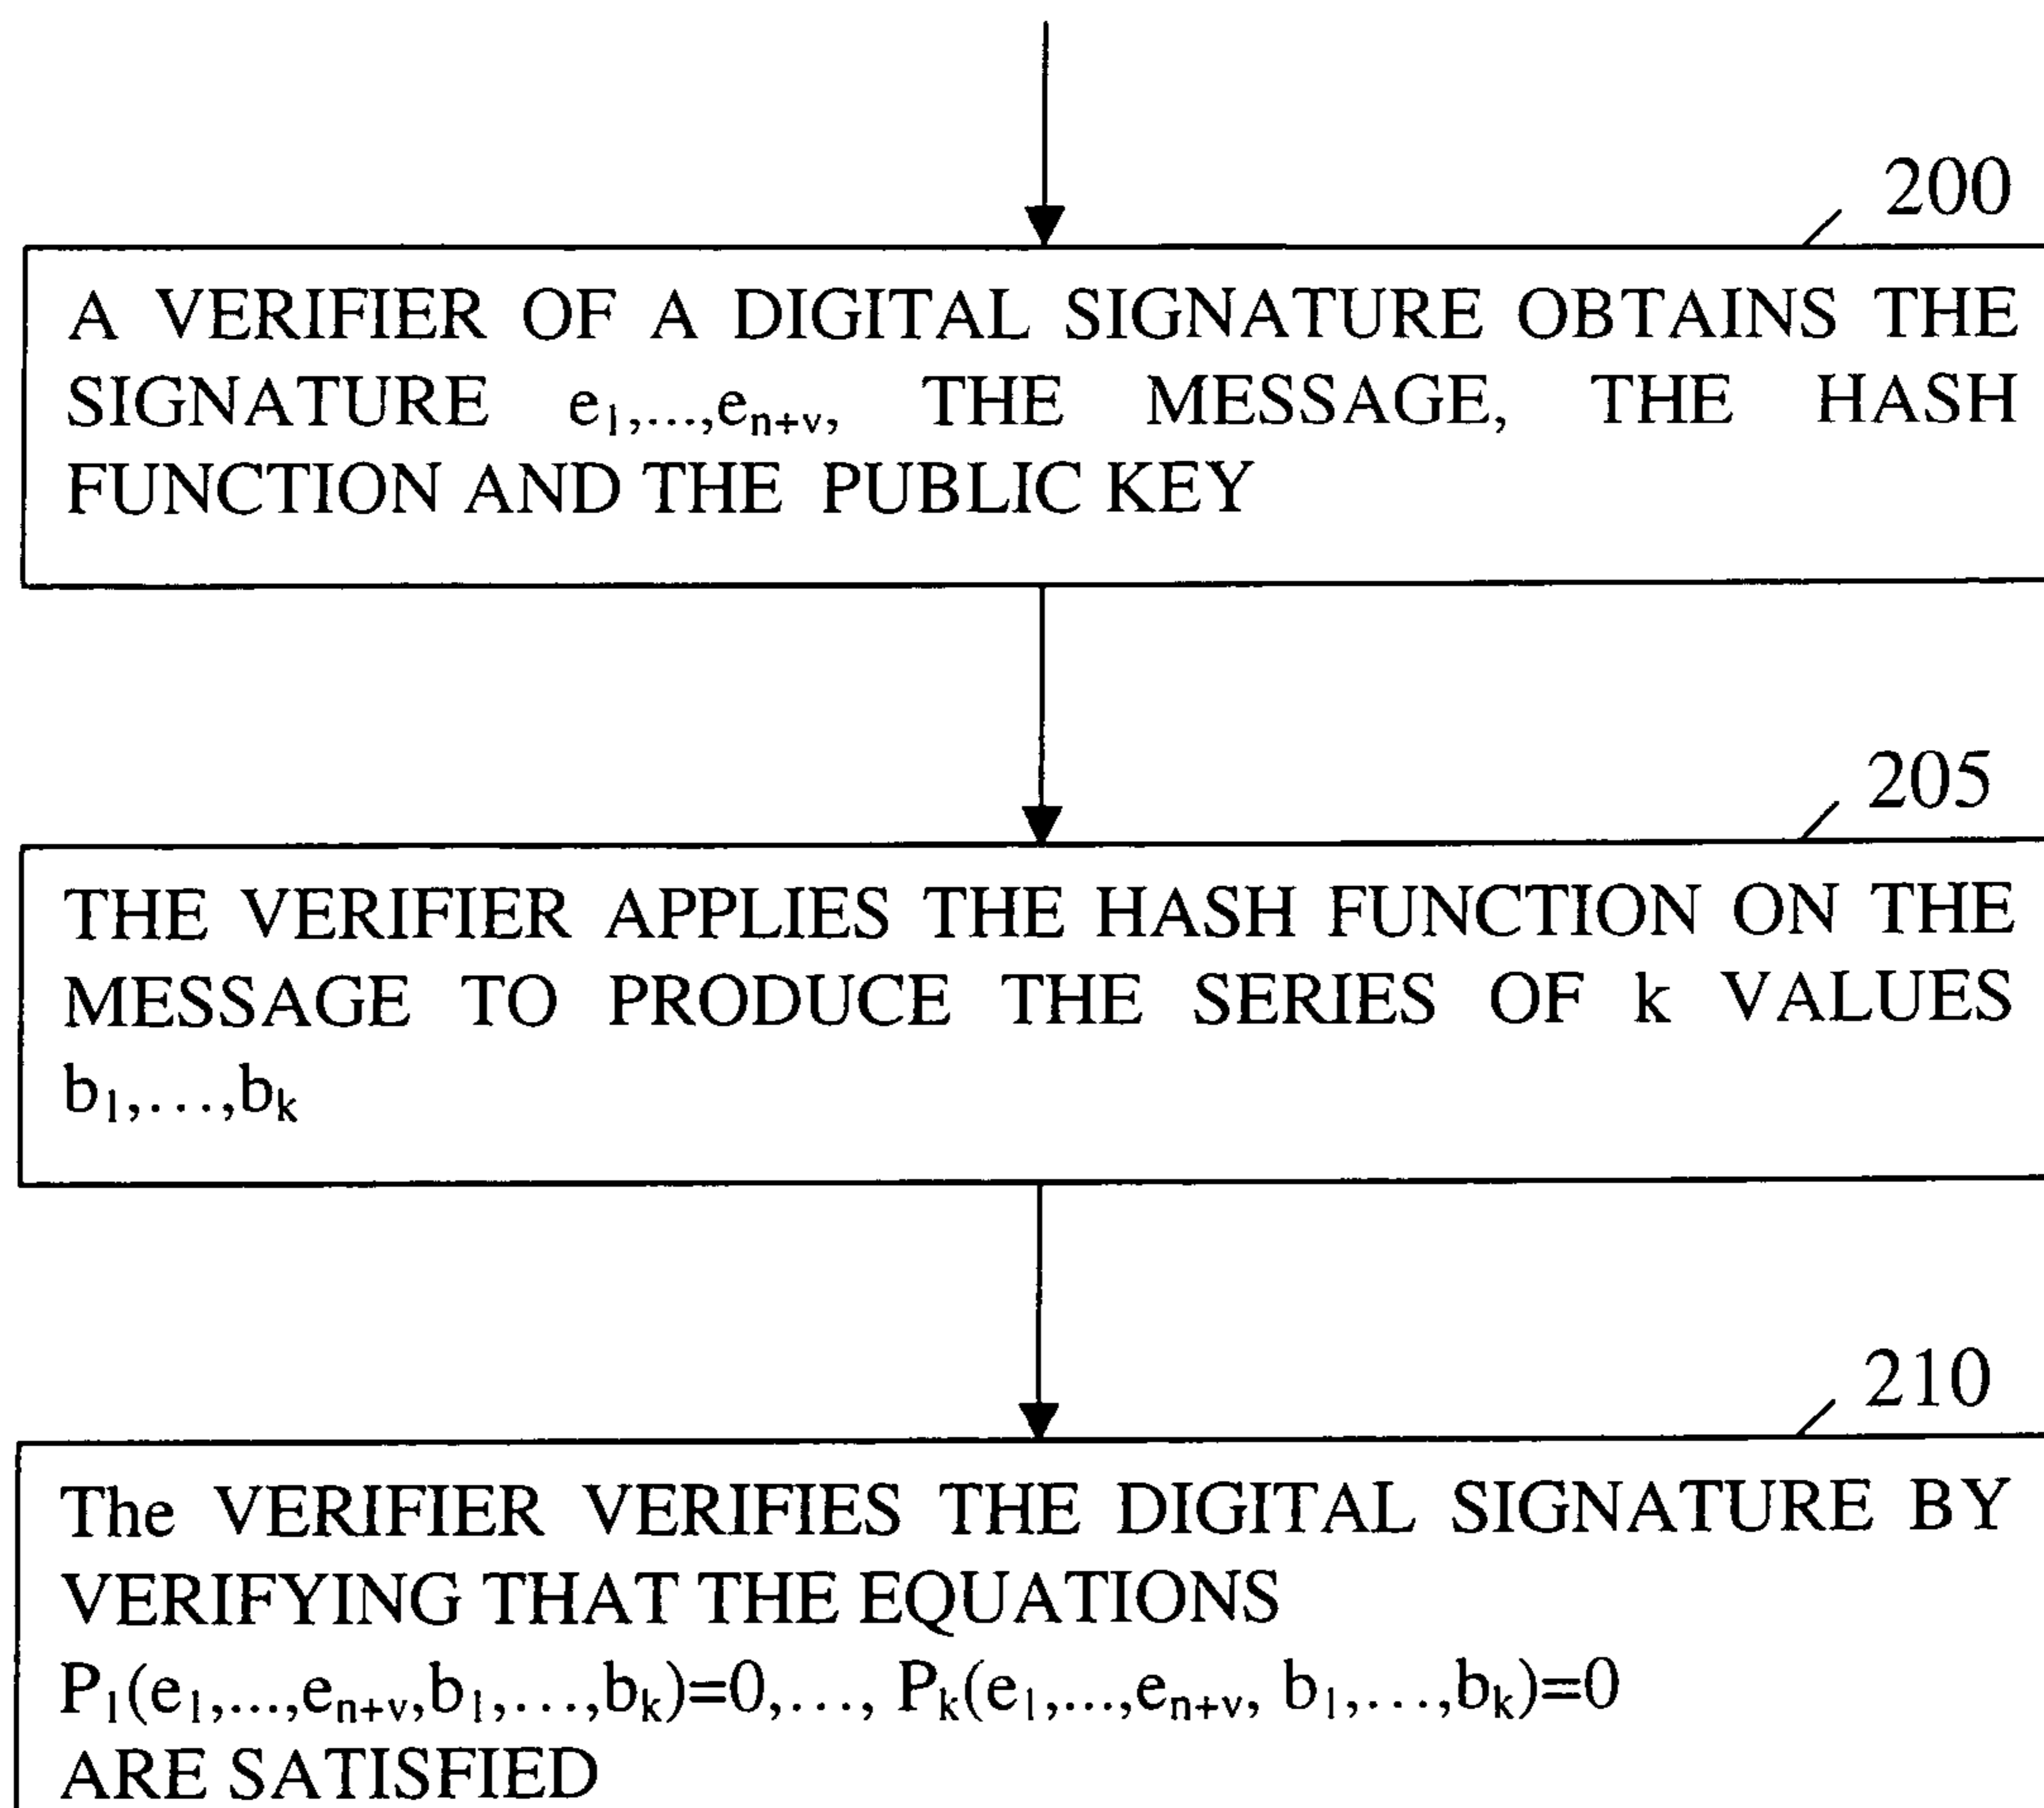 200
A VERIFIER OF A DIGITAL SIGNATURE OBTAINS THE
SIGNATURE e₁,...,eₙ₊ᵥ, THE MESSAGE, THE HASH
FUNCTION AND THE PUBLIC KEY
205
THE VERIFIER APPLIES THE HASH FUNCTION ON THE
MESSAGE TO PRODUCE THE SERIES OF k VALUES
b₁,...,bₖ
210
The VERIFIER VERIFIES THE DIGITAL SIGNATURE BY
VERIFYING THAT THE EQUATIONS
P₁(e₁,...,eₙ₊ᵥ,b₁,...,bₖ)=0,..., Pₖ(e₁,...,eₙ₊ᵥ, b₁,...,bₖ)=0
ARE SATISFIED